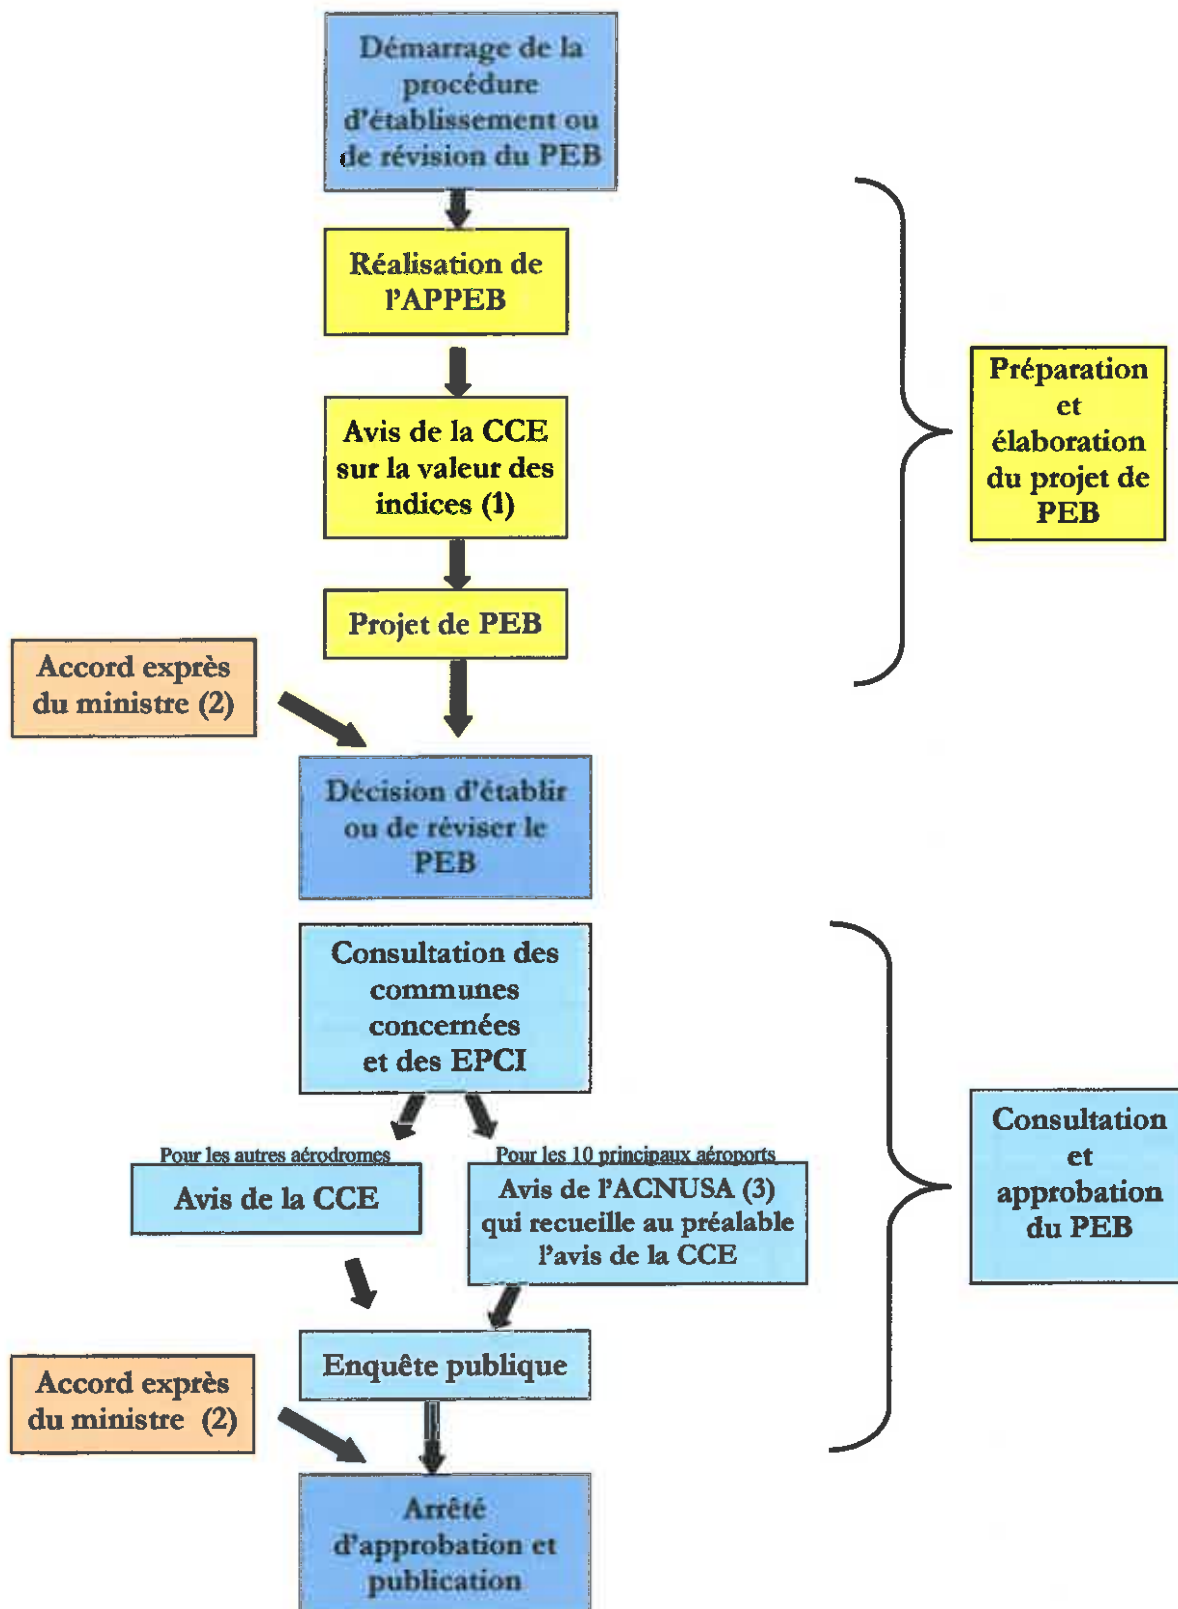 Démarrage de la
procédure
d'établissement ou
de révision du PEB
Réalisation de
l'APPEB
Avis de la CCE
sur la valeur des
indices (1)
Projet de PEB
Préparation
et
élaboration
du projet de
PEB
Accord exprès
du ministre (2)
Décision d'établir
ou de réviser le
PEB
Consultation des
communes
concernées
et des EPCI
Pour les autres aérodromes
Avis de la CCE
Pour les 10 principaux aéroports
Avis de l'ACNUSA (3)
qui recueille au préalable
l'avis de la CCE
Consultation
et
approbation
du PEB
Enquête publique
Accord exprès
du ministre (2)
Arrêté
d'approbation et
publication